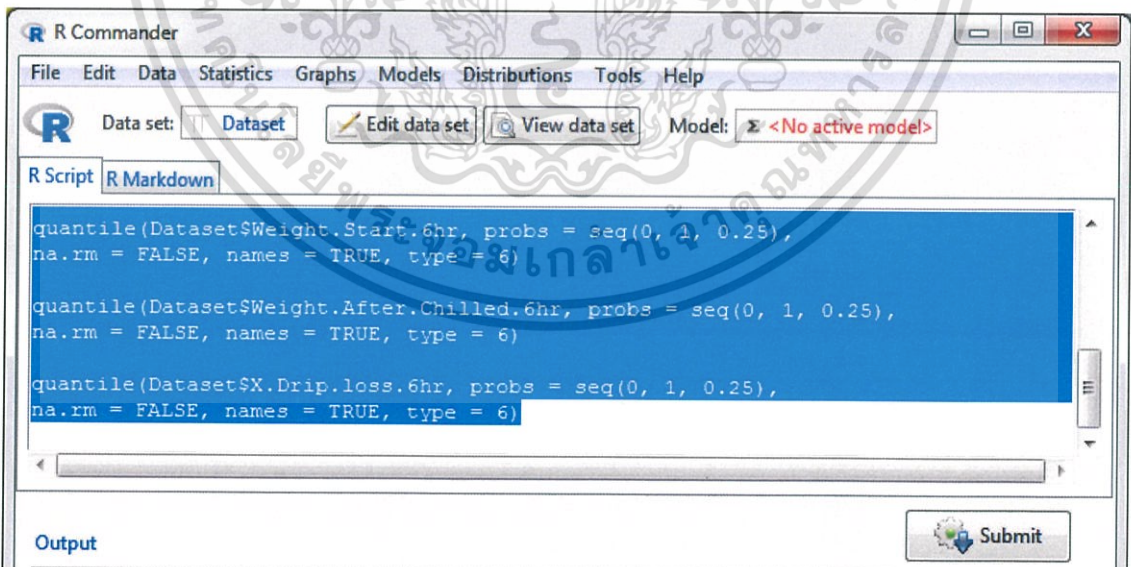 R Commander
File Edit Data Statistics Graphs Models Distributions Tools Help
R Data set: Dataset Edit data set View data set Model: Σ <No active model>
R Script R Markdown
quantile(Dataset$Weight.Start.6hr, probs = seq(0, 1, 0.25),
na.rm = FALSE, names = TRUE, type = 6)
quantile(Dataset$Weight.After.Chilled.6hr, probs = seq(0, 1, 0.25),
na.rm = FALSE, names = TRUE, type = 6)
quantile(Dataset$X.Drip.loss.6hr, probs = seq(0, 1, 0.25),
na.rm = FALSE, names = TRUE, type = 6)
Output Submit